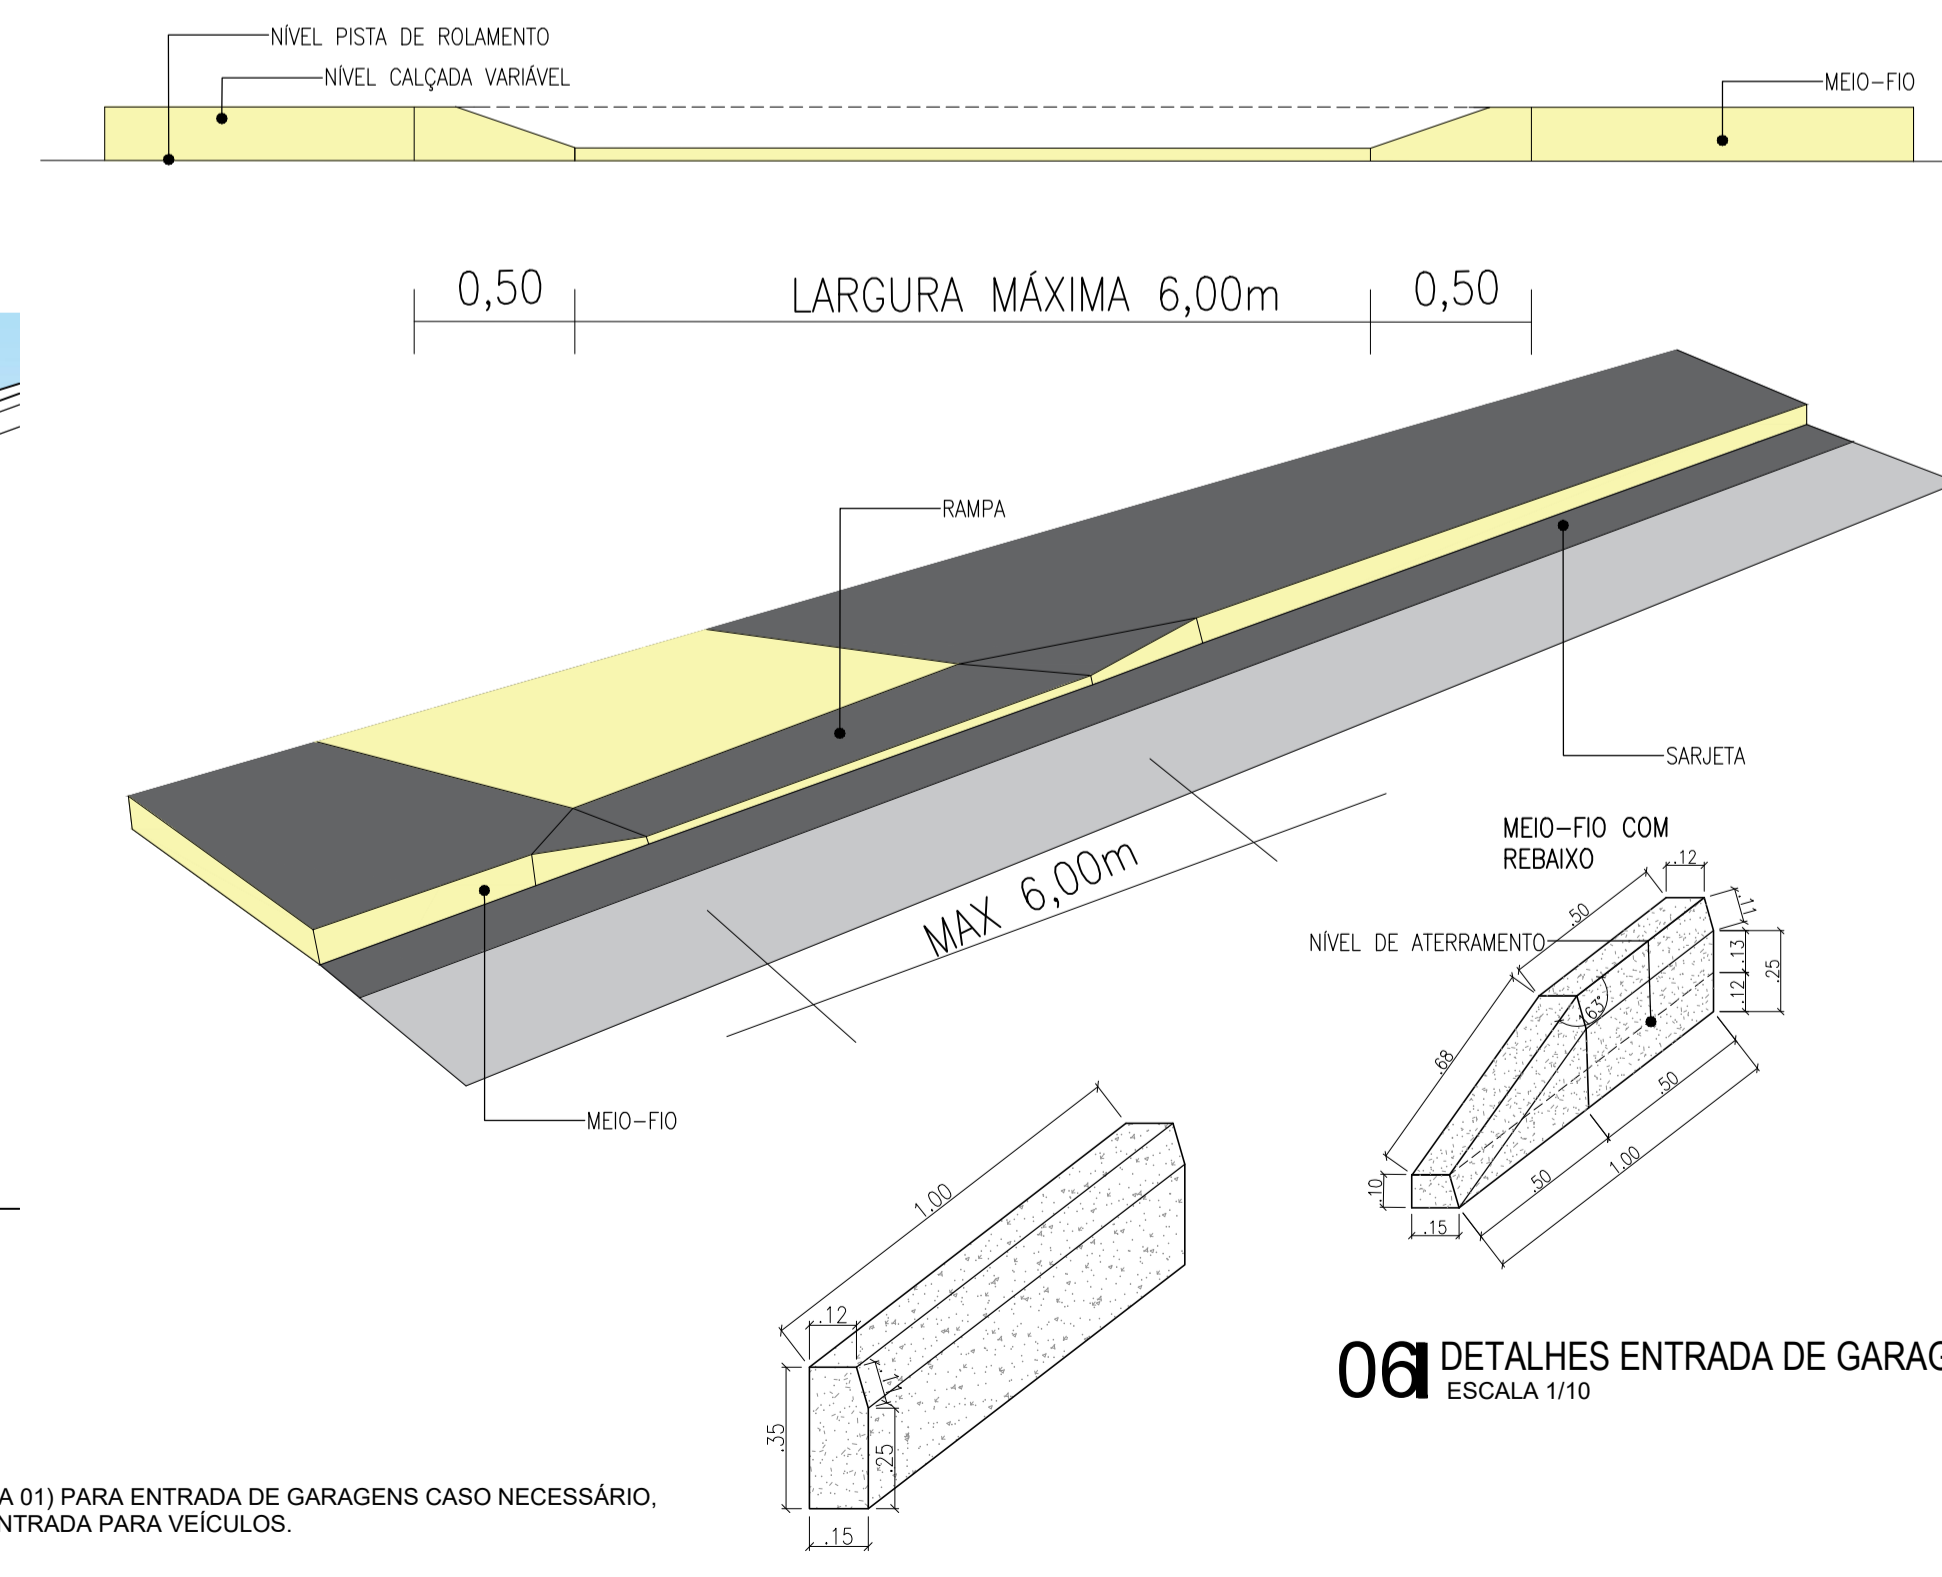 NÍVEL PISTA DE ROLAMENTO
NÍVEL CALÇADA VARIÁVEL
MEIO-FIO
0,50
LARGURA MÁXIMA 6,00m
0,50
RAMPA
SARJETA
MAX 6,00m
MEIO-FIO
MEIO-FIO COM
REBAIXO
.12
.50
.11
NÍVEL DE ATERRAMENTO
.13
.25
.12
163°
.68
.50
.10
.50
1.00
.15
1.00
.12
.11
.35
.25
.15
06 DETALHES ENTRADA DE GARAG
ESCALA 1/10
A 01) PARA ENTRADA DE GARAGENS CASO NECESSÁRIO,
NTRADA PARA VEÍCULOS.